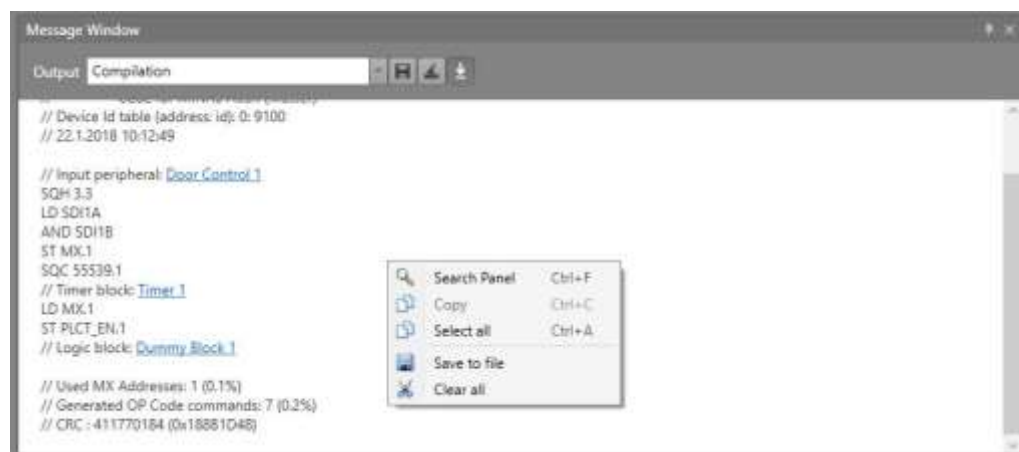 Message Window
Output Compilation
// Device Id table (address: id): 0: 9100
// 22.1.2018 10:12:49
// Input peripheral: Door Control 1
SQH 3.3
LD SDI1A
AND SDI1B
ST MX.1
SQC 55539.1
// Timer block: Timer 1
LD MX.1
ST PLCT_EN.1
// Logic block: Dummy Block 1
// Used MX Addresses: 1 (0.1%)
// Generated OP Code commands: 7 (0.2%)
// CRC : 411770184 (0x18881D48)
Search Panel Ctrl+F
Copy Ctrl+C
Select all Ctrl+A
Save to file
Clear all